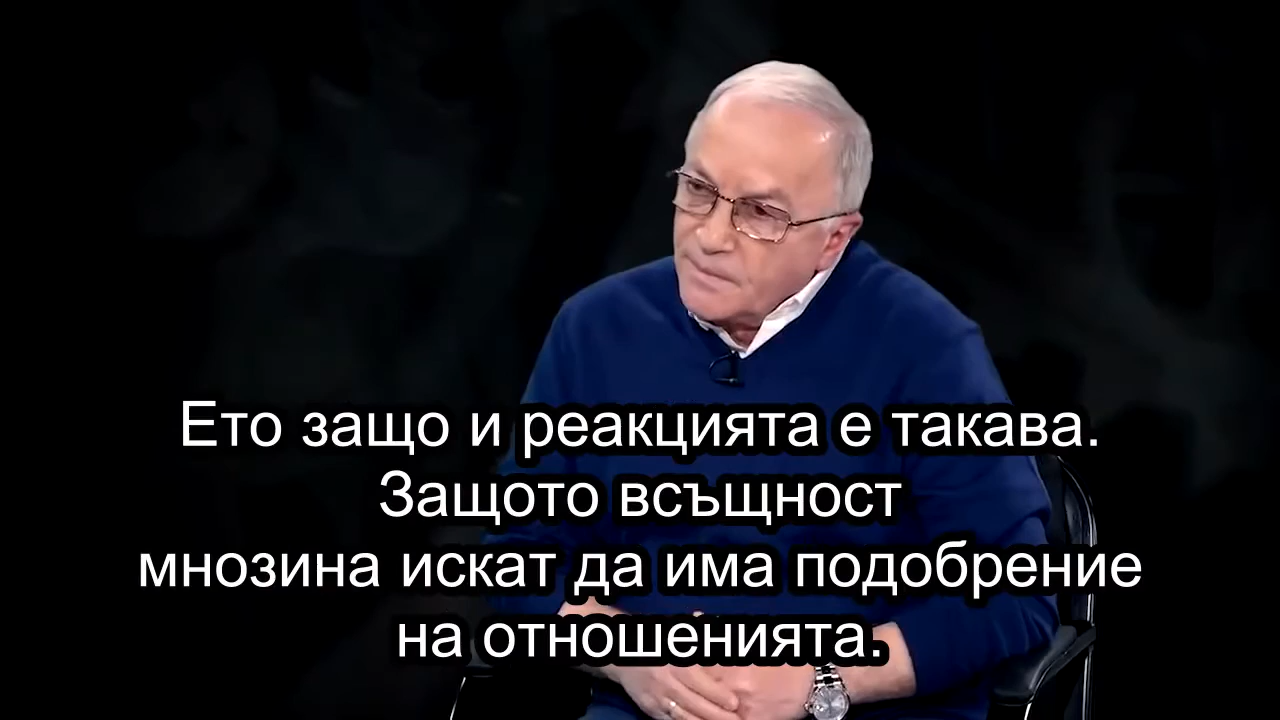 Ето защо и реакцията е такава.
Защото всъщност
мнозина искат да има подобрение
на отношенията.